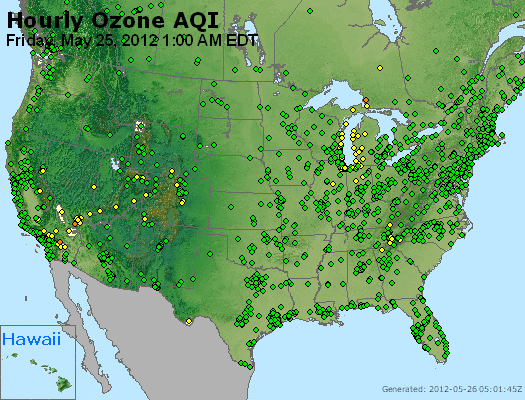 Hourly Ozone AQI
Friday, May 25, 2012 1:00 AM EDT
Hawaii
Generated: 2012-05-26 05:01:45Z